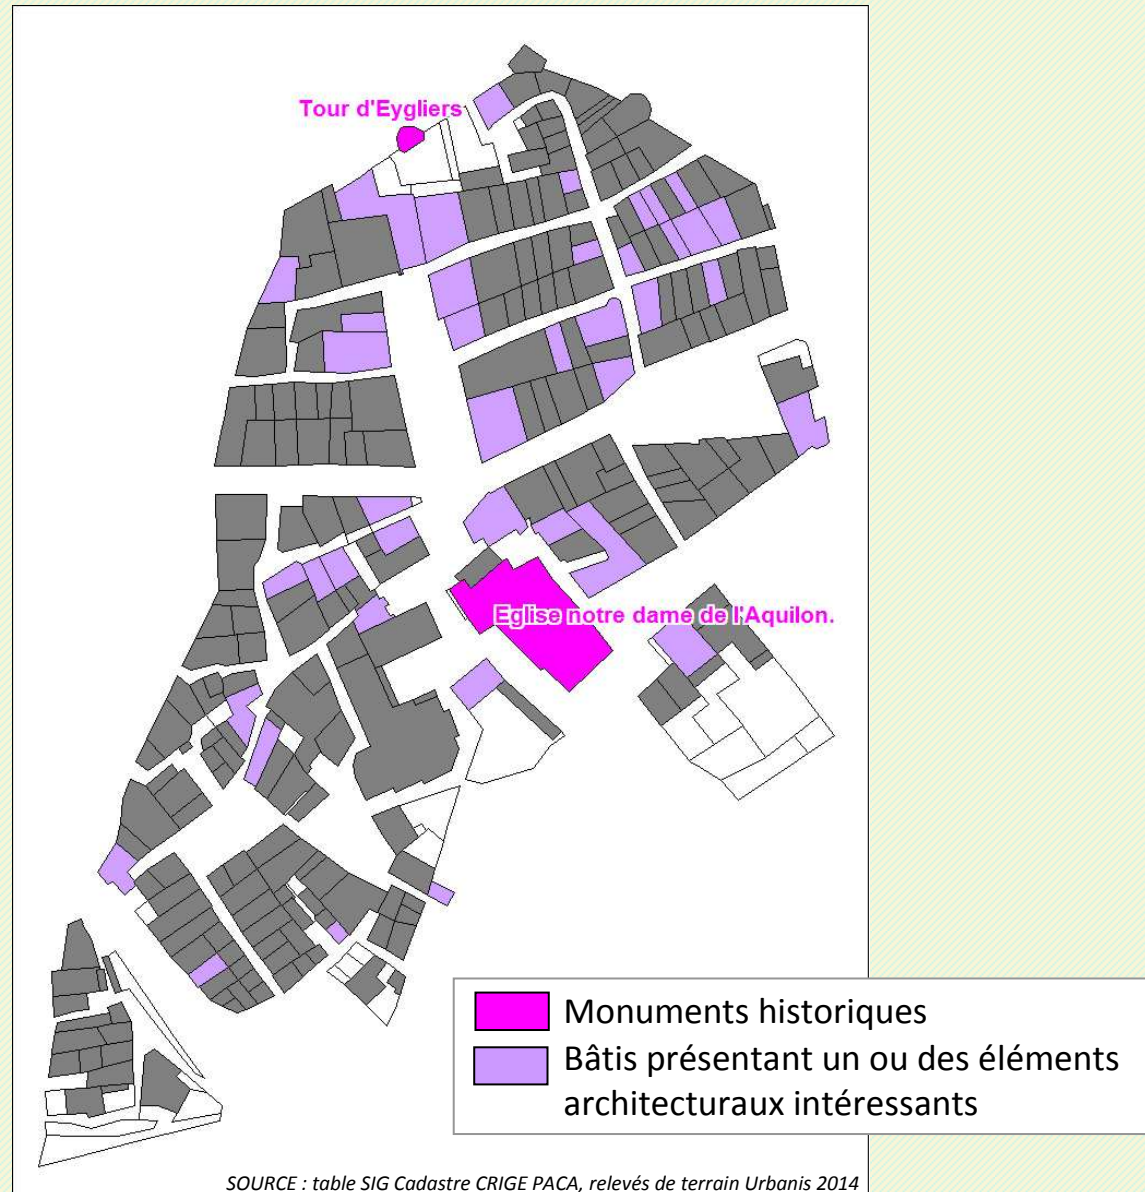 Tour d'Eygliers
Eglise notre dame de l'Aquilon.
Monuments historiques
Bâtis présentant un ou des éléments
architecturaux intéressants
SOURCE : table SIG Cadastre CRIGE PACA, relevés de terrain Urbanis 2014